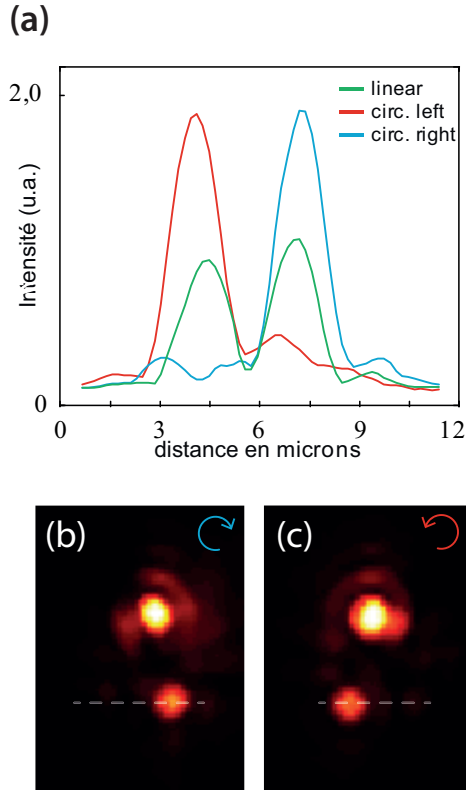 (a)
2,0
linear
circ. left
circ. right
Intensité (u.a.)
0
0 3 6 9 12
distance en microns
(b) (c)